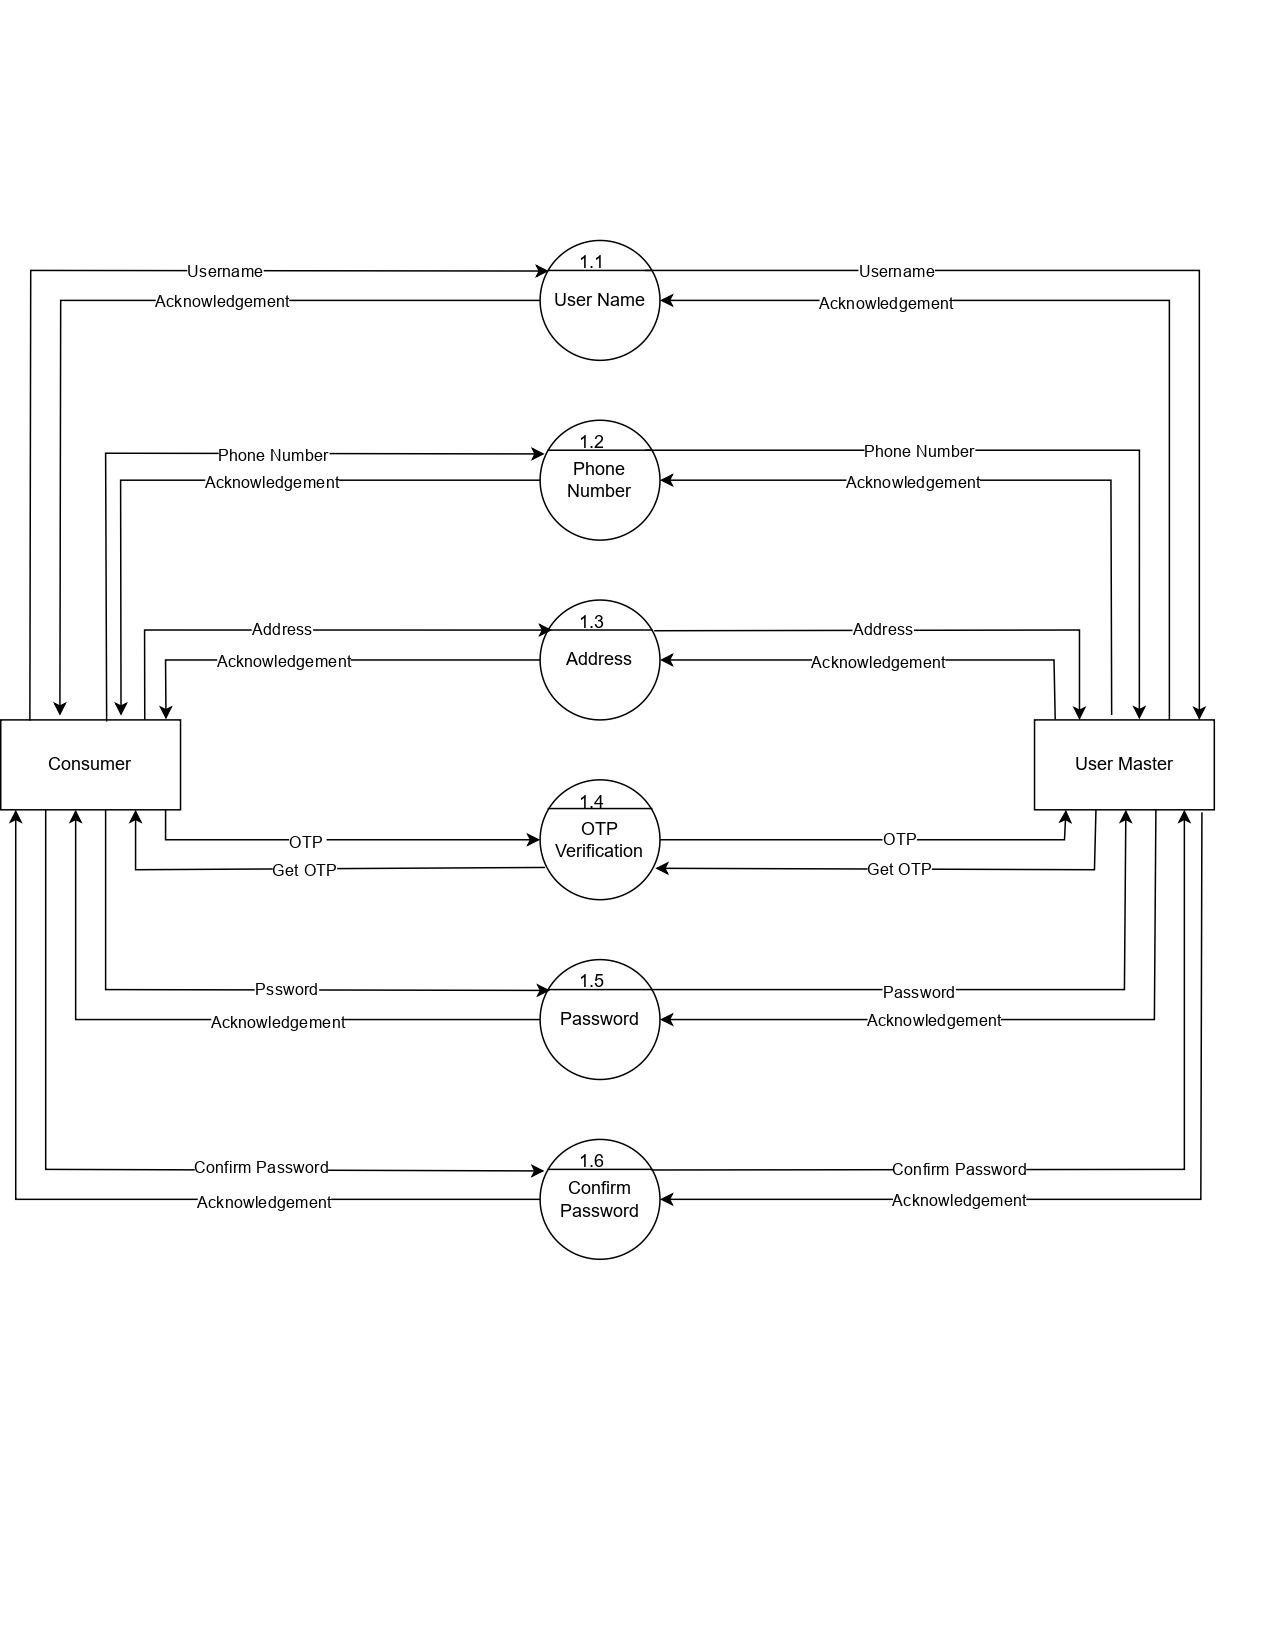 1.1
Username
Username
User Name
Acknowledgement
Acknowledgement
1.2
Phone Number
Phone Number
Phone
Number
Acknowledgement
Acknowledgement
1.3
Address
Address
Address
Acknowledgement
Acknowledgement
Consumer
User Master
1.4
OTP
OTP
OTP
Verification
Get OTP
Get OTP
1.5
Pssword
Password
Password
Acknowledgement
Acknowledgement
1.6
Confirm Password
Confirm Password
Confirm
Password
Acknowledgement
Acknowledgement